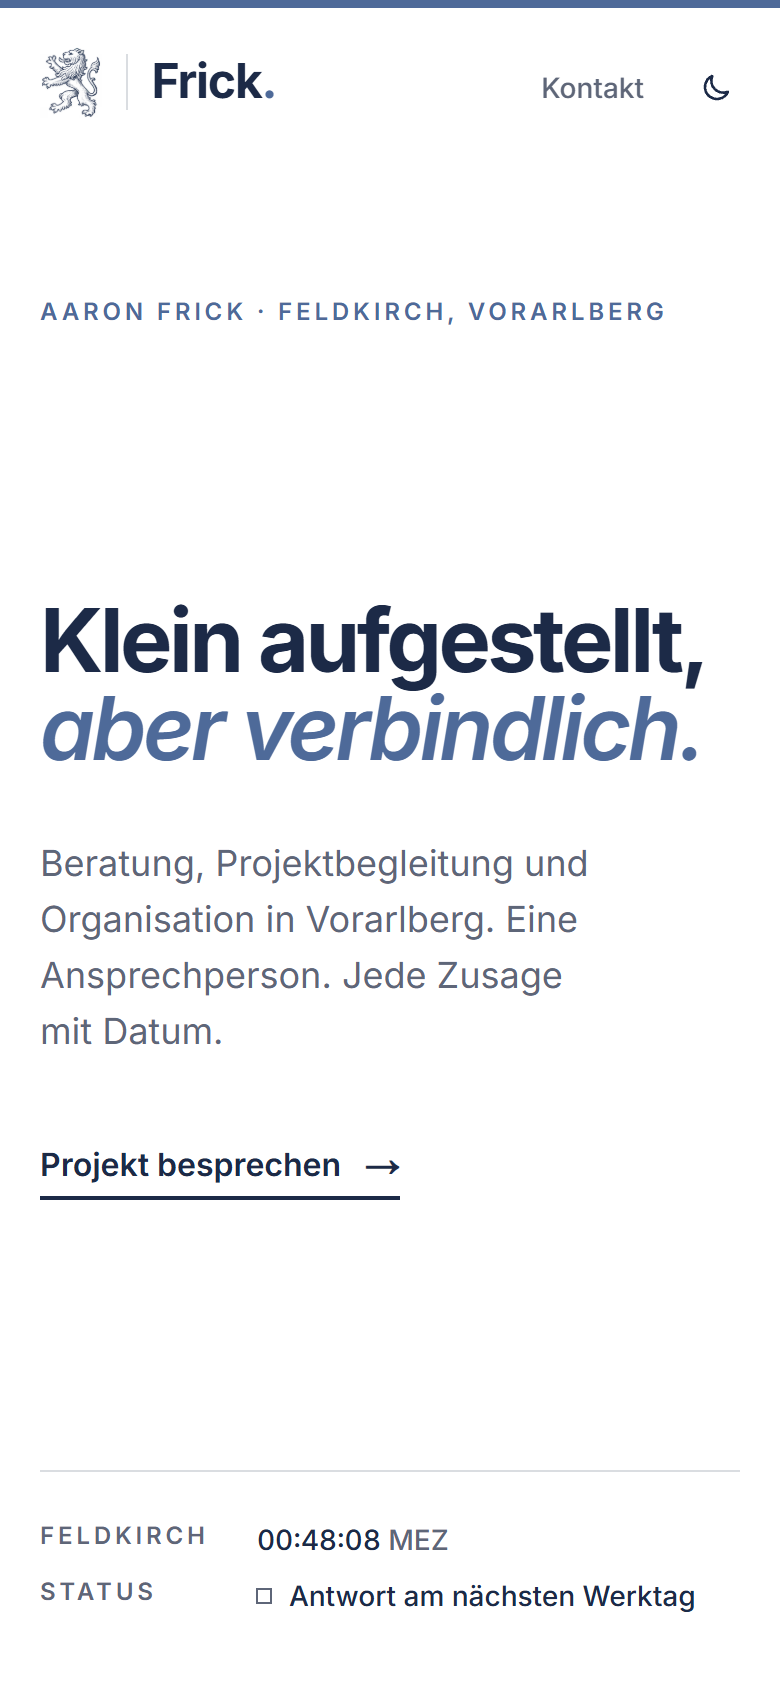 Frick.
Kontakt
AARON FRICK · FELDKIRCH, VORARLBERG
Klein aufgestellt,
aber verbindlich.
Beratung, Projektbegleitung und
Organisation in Vorarlberg. Eine
Ansprechperson. Jede Zusage
mit Datum.
Projekt besprechen →
FELDKIRCH 00:48:08 MEZ
STATUS Antwort am nächsten Werktag